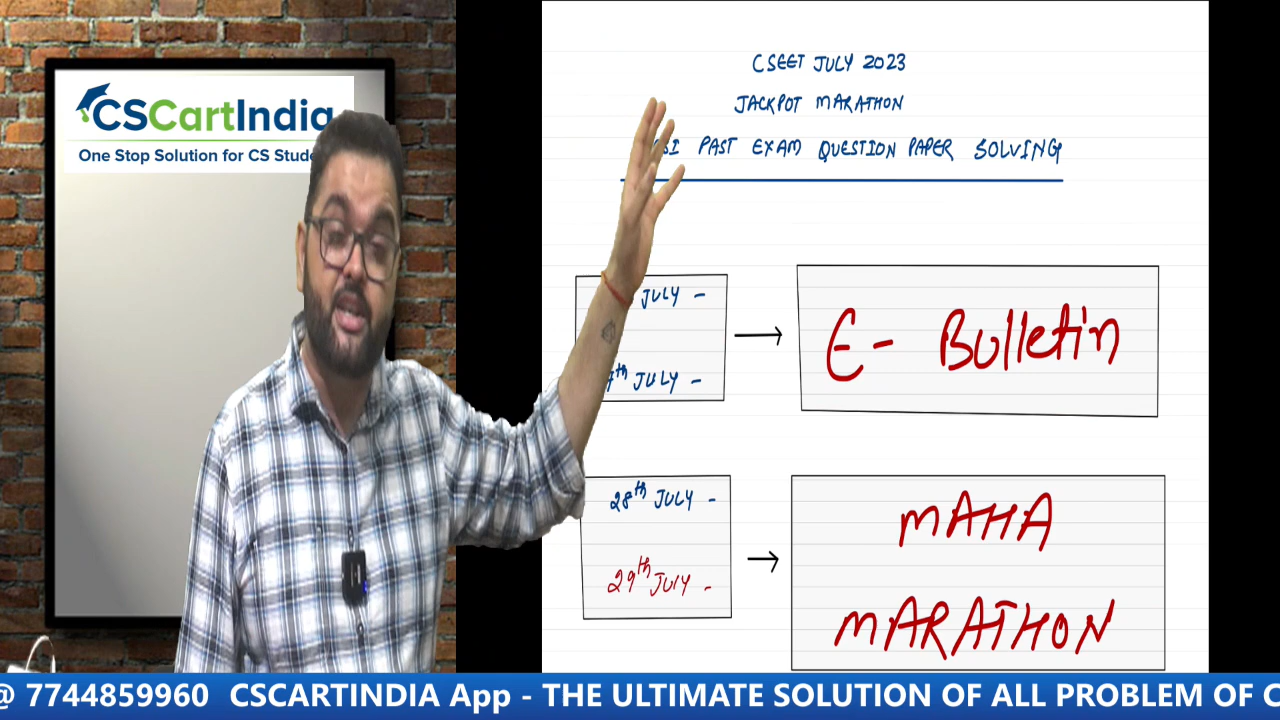 CSCartIndia
One Stop Solution for CS
CSEET JULY 2023
JACKPOT MARATHON
PAST EXAM QUESTION PAPER SOLVING
JULY -
E- Bulletin
JULY -
28th JULY -
29th JULY -
MAHA
MARATHON
@ 7744859960 CSCARTINDIA App - THE ULTIMATE SOLUTION OF ALL PROBLEM OF